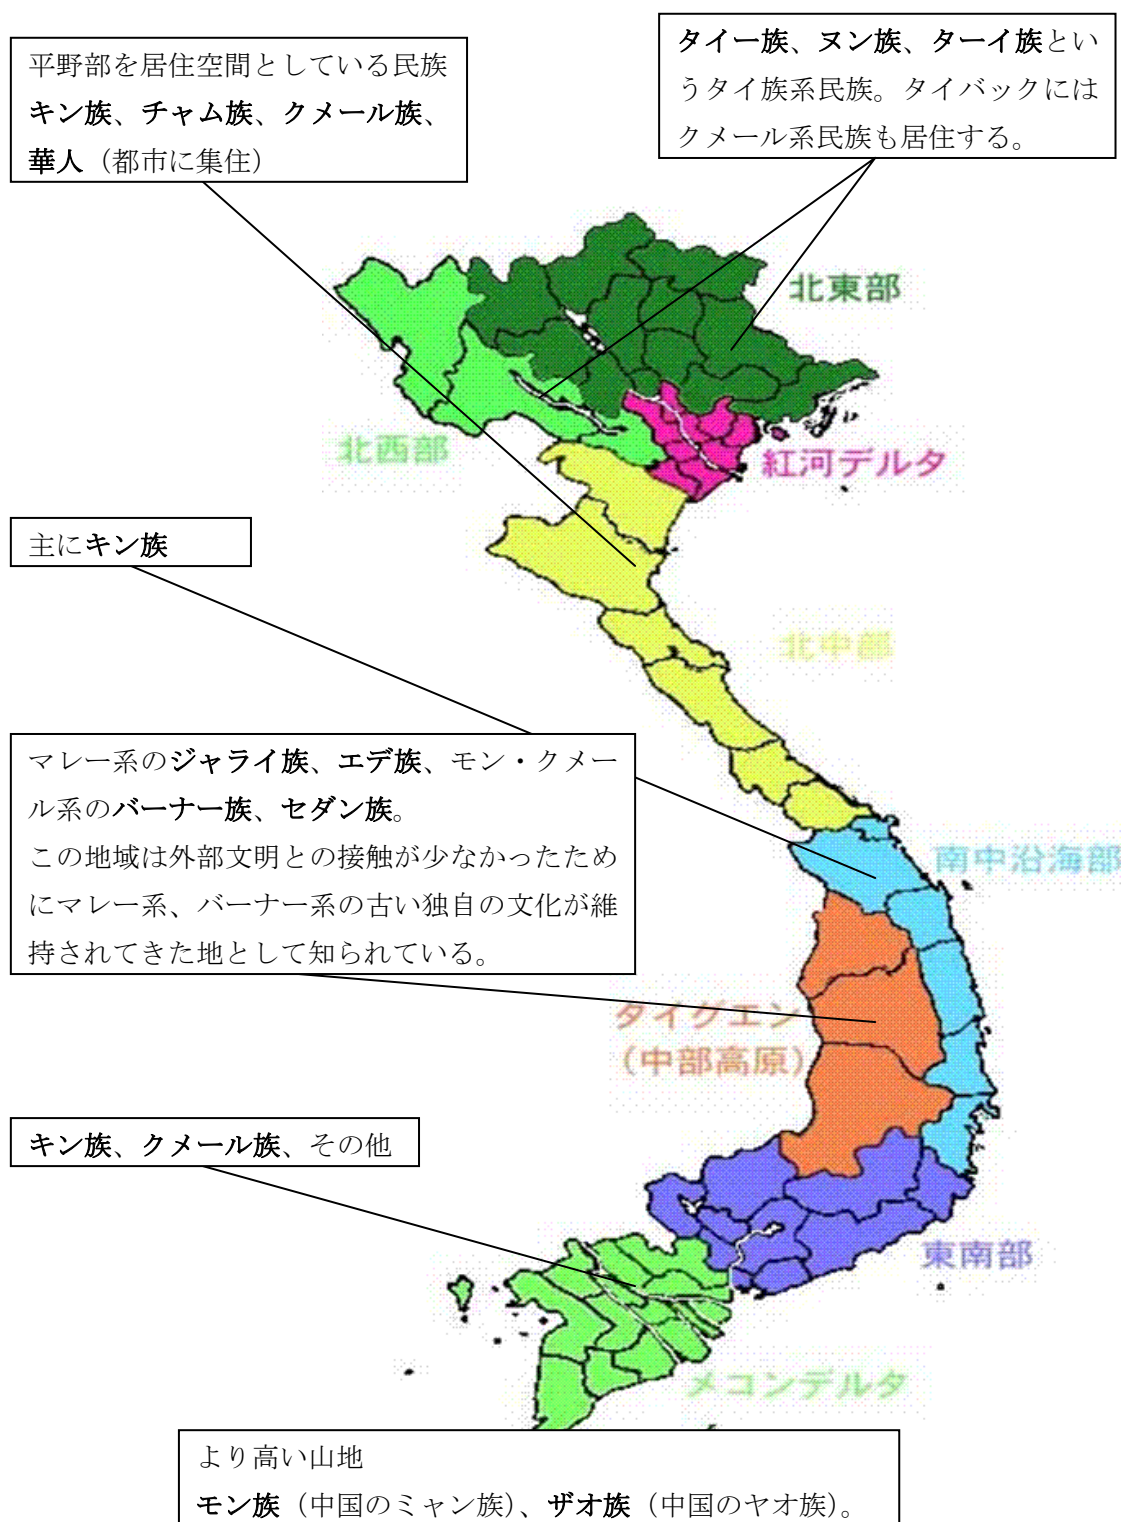 平野部を居住空間としている民族
キン族、チャム族、クメール族、
華人（都市に集住）
タイー族、ヌン族、ターイ族とい
うタイ族系民族。タイバックには
クメール系民族も居住する。
北東部
北西部
紅河デルタ
主にキン族
北中部
マレー系のジャライ族、エデ族、モン・クメー
ル系のバーナー族、セダン族。
この地域は外部文明との接触が少なかったため
にマレー系、バーナー系の古い独自の文化が維
持されてきた地として知られている。
南中沿海部
タイグエン
（中部高原）
キン族、クメール族、その他
東南部
メコンデルタ
より高い山地
モン族（中国のミャン族）、ザオ族（中国のヤオ族）。